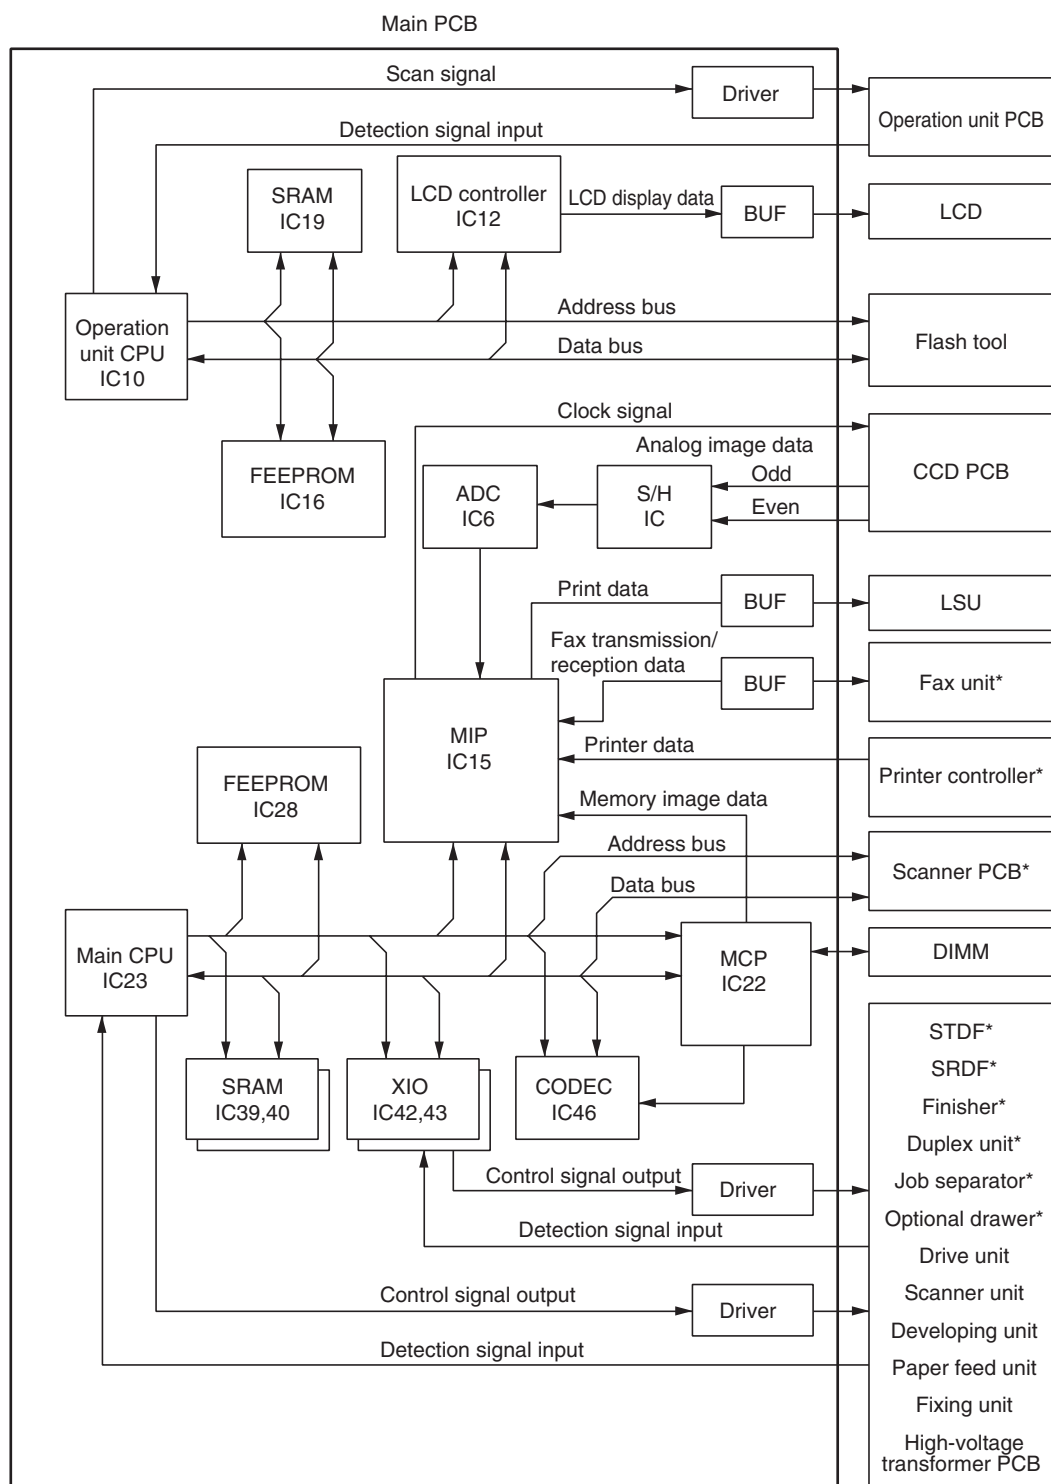 Main PCB
Scan signal
Driver
Operation unit PCB
Detection signal input
SRAM
IC19
LCD controller
IC12
LCD display data
BUF
LCD
Operation
unit CPU
IC10
Address bus
Data bus
Flash tool
FEEPROM
IC16
Clock signal
Analog image data
Odd
Even
ADC
IC6
S/H
IC
CCD PCB
Print data
BUF
LSU
Fax transmission/
reception data
BUF
Fax unit*
MIP
IC15
Printer data
Printer controller*
FEEPROM
IC28
Memory image data
Address bus
Data bus
Scanner PCB*
Main CPU
IC23
MCP
IC22
DIMM
SRAM
IC39,40
XIO
IC42,43
CODEC
IC46
Control signal output
Driver
Detection signal input
Control signal output
Driver
Detection signal input
STDF*
SRDF*
Finisher*
Duplex unit*
Job separator*
Optional drawer*
Drive unit
Scanner unit
Developing unit
Paper feed unit
Fixing unit
High-voltage
transformer PCB